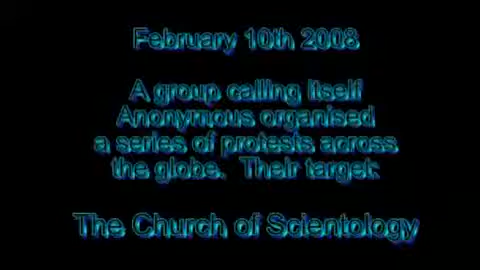 February 10th 2008
A group calling itself
Anonymous organised
a series of protests across
the globe. Their target:
The Church of Scientology